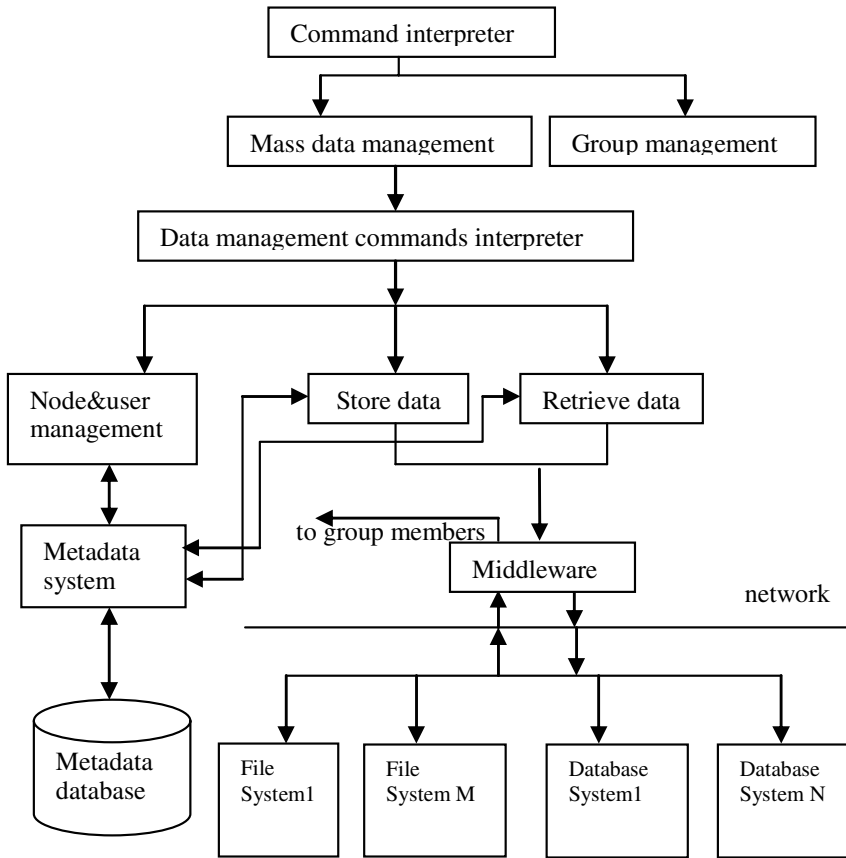 Command interpreter
Mass data management
Group management
Data management commands interpreter
Node&user
management
Store data
Retrieve data
to group members
Metadata
system
Middleware
network
Metadata
database
File
System1
File
System M
Database
System1
Database
System N